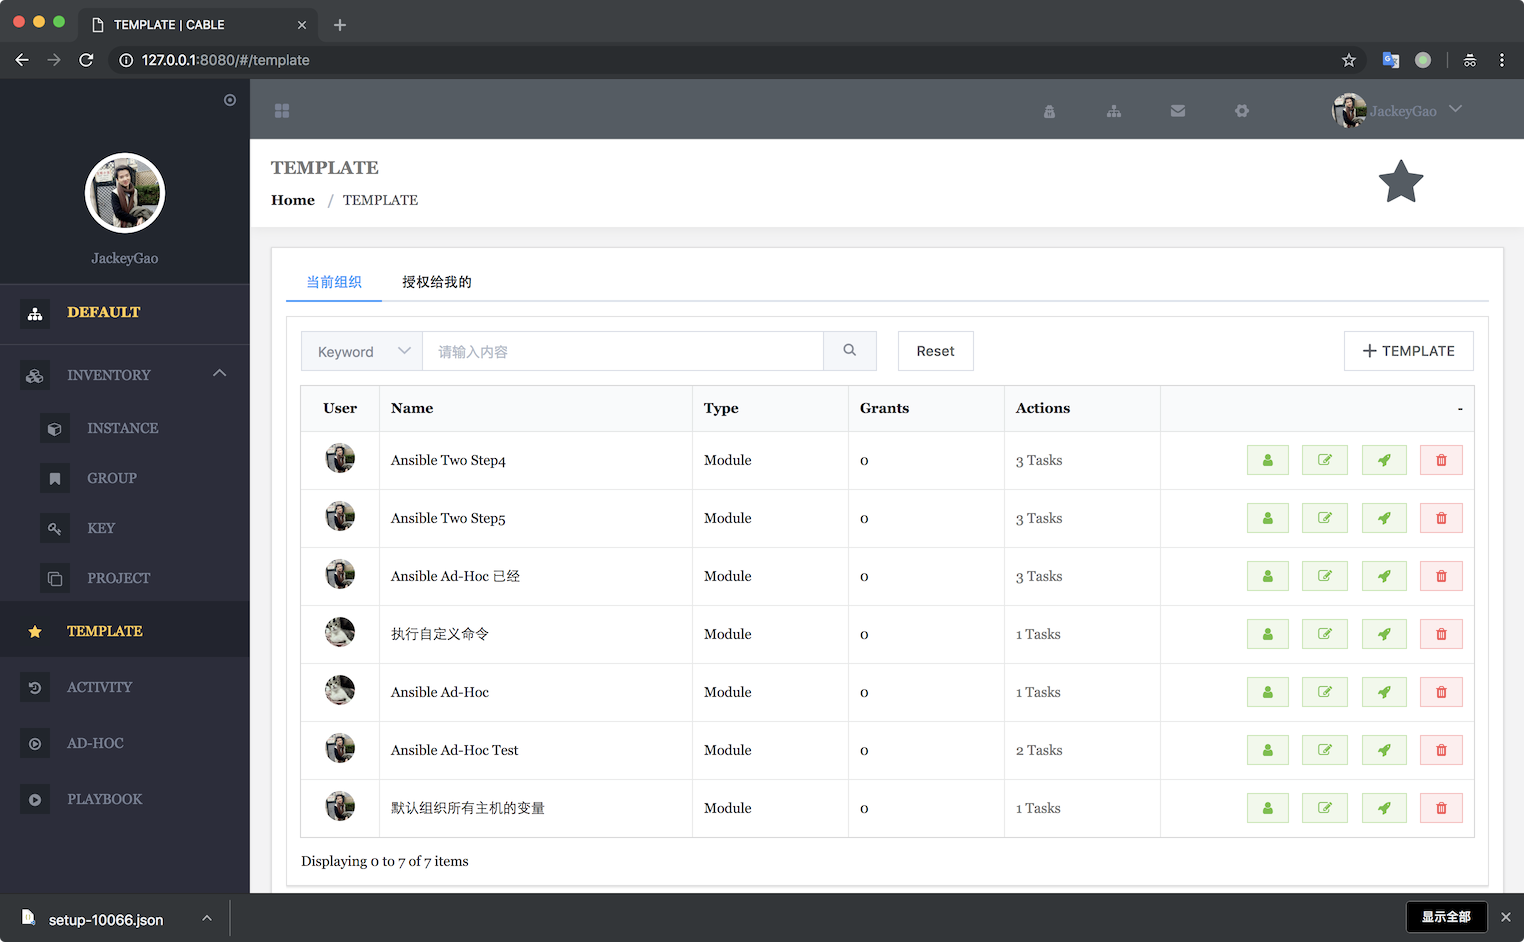 TEMPLATE | CABLE
127.0.0.1:8080/#/template
JackeyGao
TEMPLATE
Home / TEMPLATE
JackeyGao
DEFAULT
INVENTORY
INSTANCE
GROUP
KEY
PROJECT
TEMPLATE
ACTIVITY
AD-HOC
PLAYBOOK
当前组织 授权给我的
Keyword 请输入内容 Reset TEMPLATE
User Name Type Grants Actions -
Ansible Two Step4 Module 0 3 Tasks
Ansible Two Step5 Module 0 3 Tasks
Ansible Ad-Hoc 已经 Module 0 3 Tasks
执行自定义命令 Module 0 1 Tasks
Ansible Ad-Hoc Module 0 1 Tasks
Ansible Ad-Hoc Test Module 0 2 Tasks
默认组织所有主机的变量 Module 0 1 Tasks
Displaying 0 to 7 of 7 items
setup-10066.json 显示全部